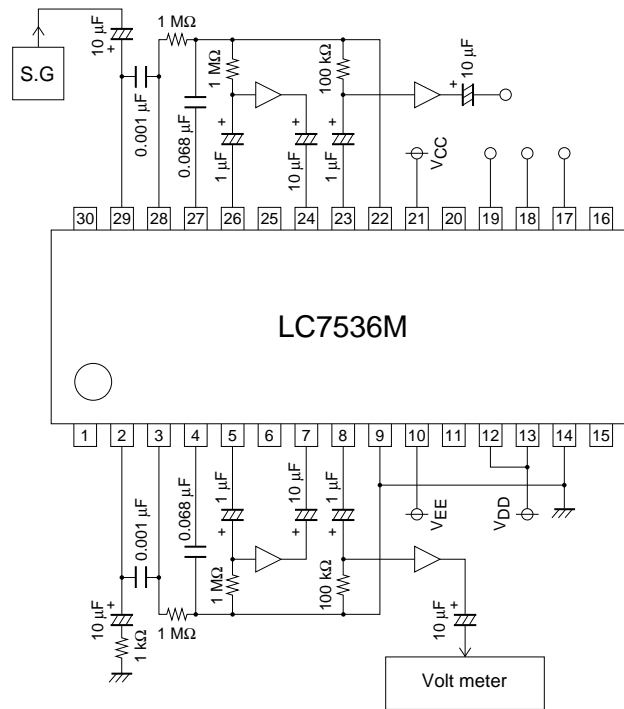 S.G
10 µF
+
1 MΩ
0.001 µF
0.068 µF
1 MΩ
+
1 µF
+
10 µF
100 kΩ
+
1 µF
+
10 µF
VCC
30 29 28 27 26 25 24 23 22 21 20 19 18 17 16
LC7536M
1 2 3 4 5 6 7 8 9 10 11 12 13 14 15
0.001 µF
10 µF
+
1 kΩ
1 MΩ
0.068 µF
1 µF
+
1 MΩ
10 µF
+
1 µF
+
100 kΩ
VEE
VDD
10 µF
+
Volt meter